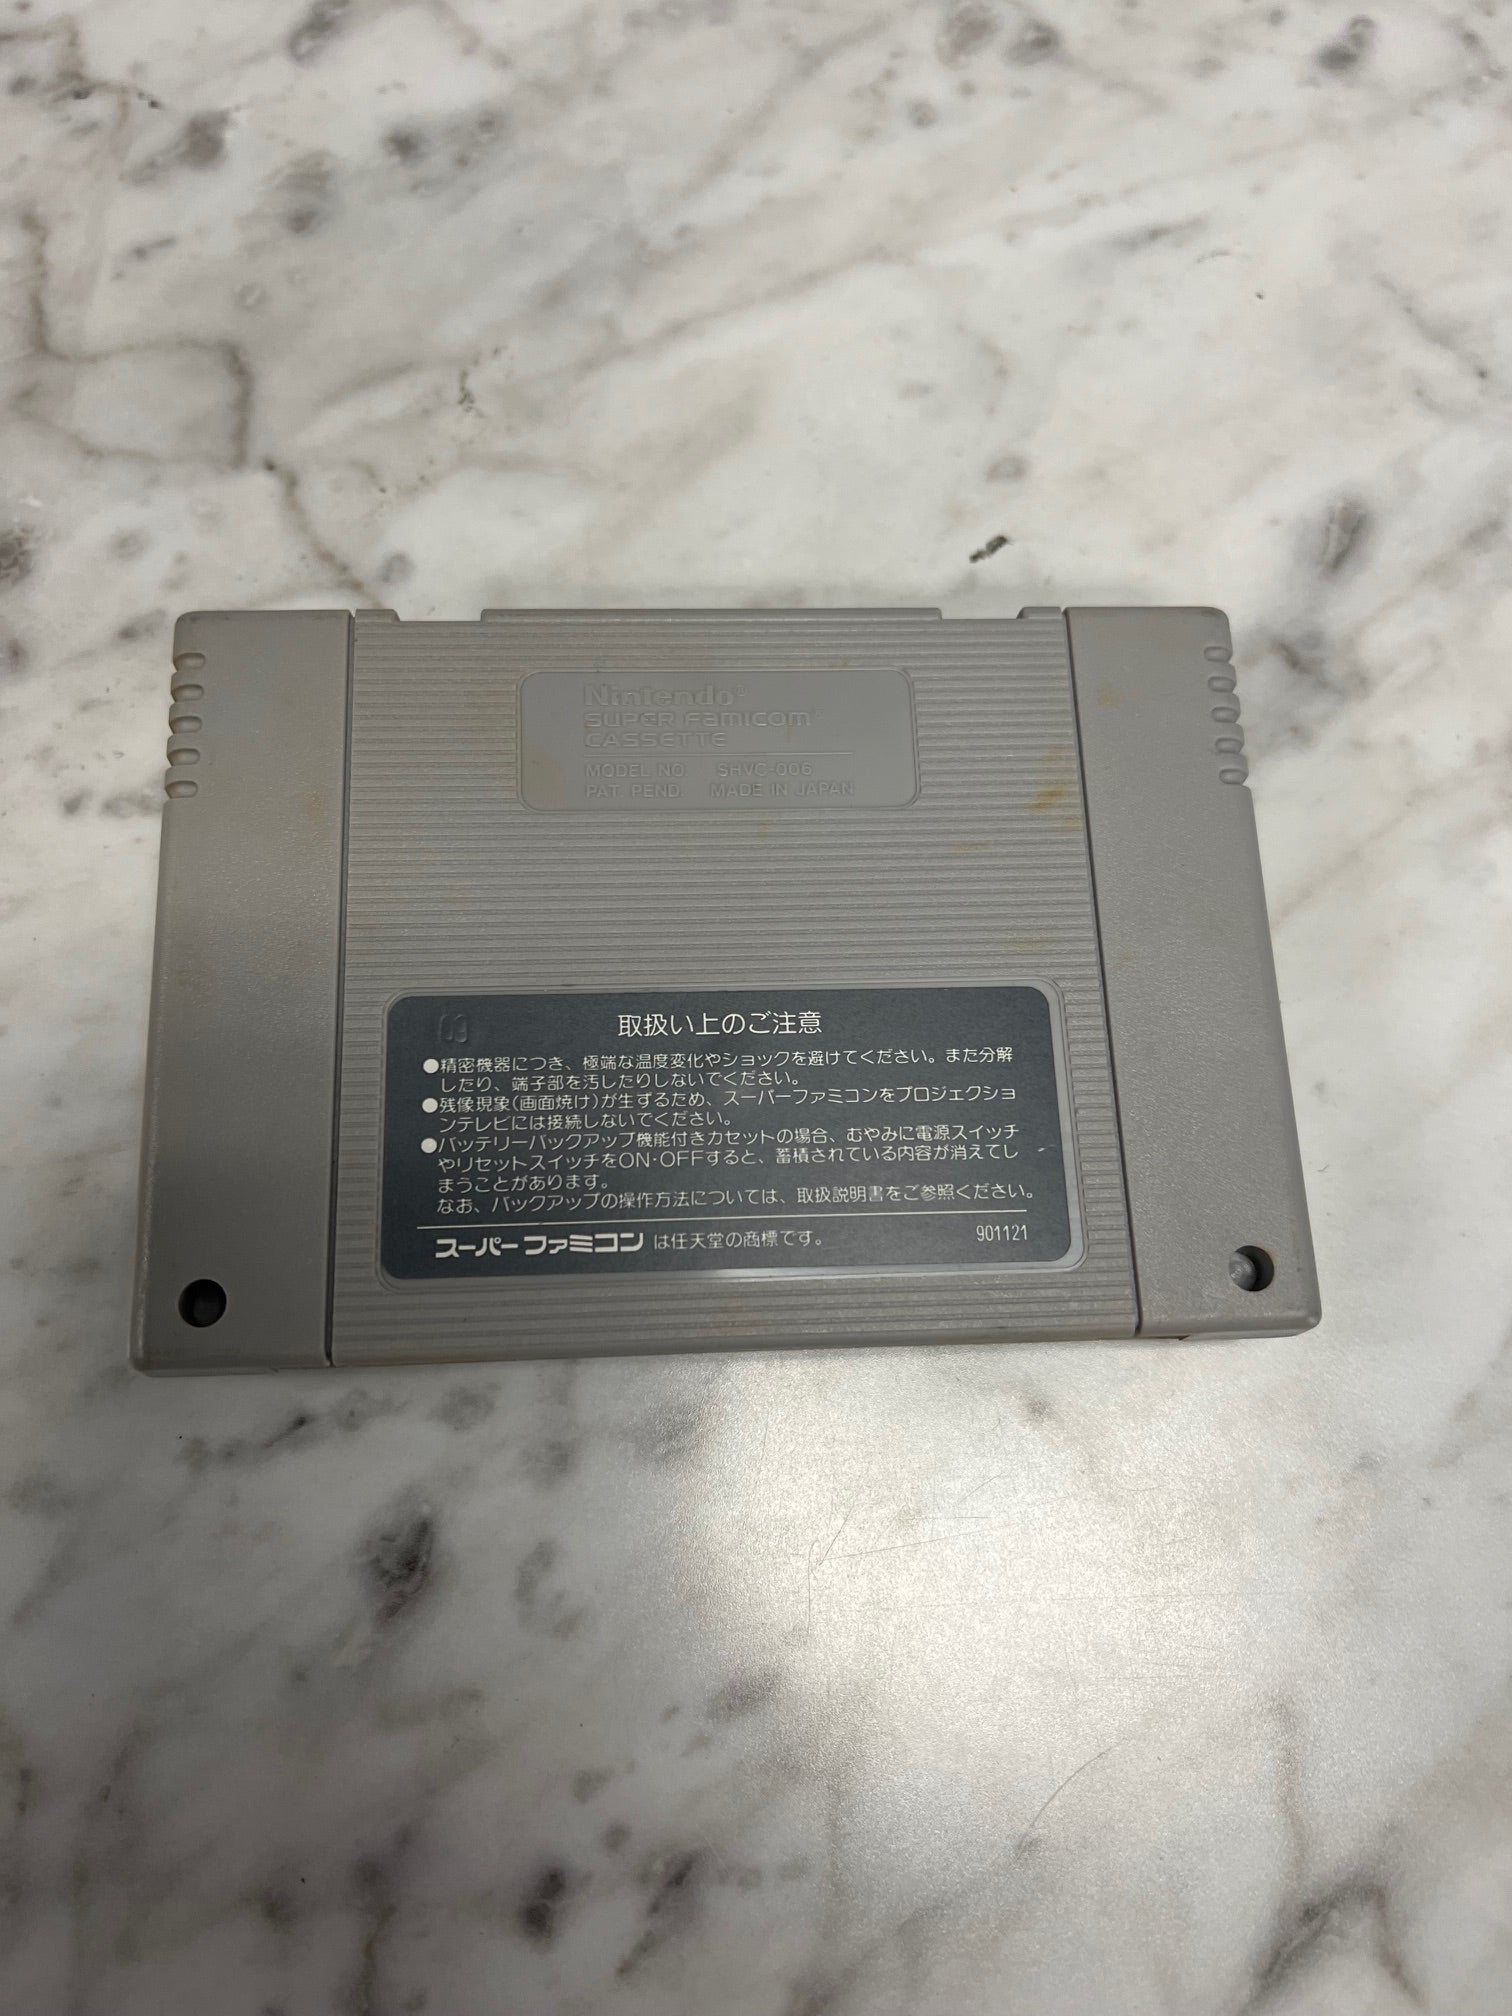 Nintendo®
SUPER FAMICOM®
CASSETTE
MODEL NO. SHVC-006
PAT. PEND. MADE IN JAPAN
03
取扱い上のご注意
●精密機器につき、極端な温度変化やショックを避けてください。また分解
したり、端子部を汚したりしないでください。
●残像現象(画面焼け)が生ずるため、スーパーファミコンをプロジェクショ
ンテレビには接続しないでください。
●バッテリーバックアップ機能付きカセットの場合、むやみに電源スイッチ
やリセットスイッチをON・OFFすると、蓄積されている内容が消えてし
まうことがあります。
なお、バックアップの操作方法については、取扱説明書をご参照ください。
スーパーファミコン は任天堂の商標です。 901121